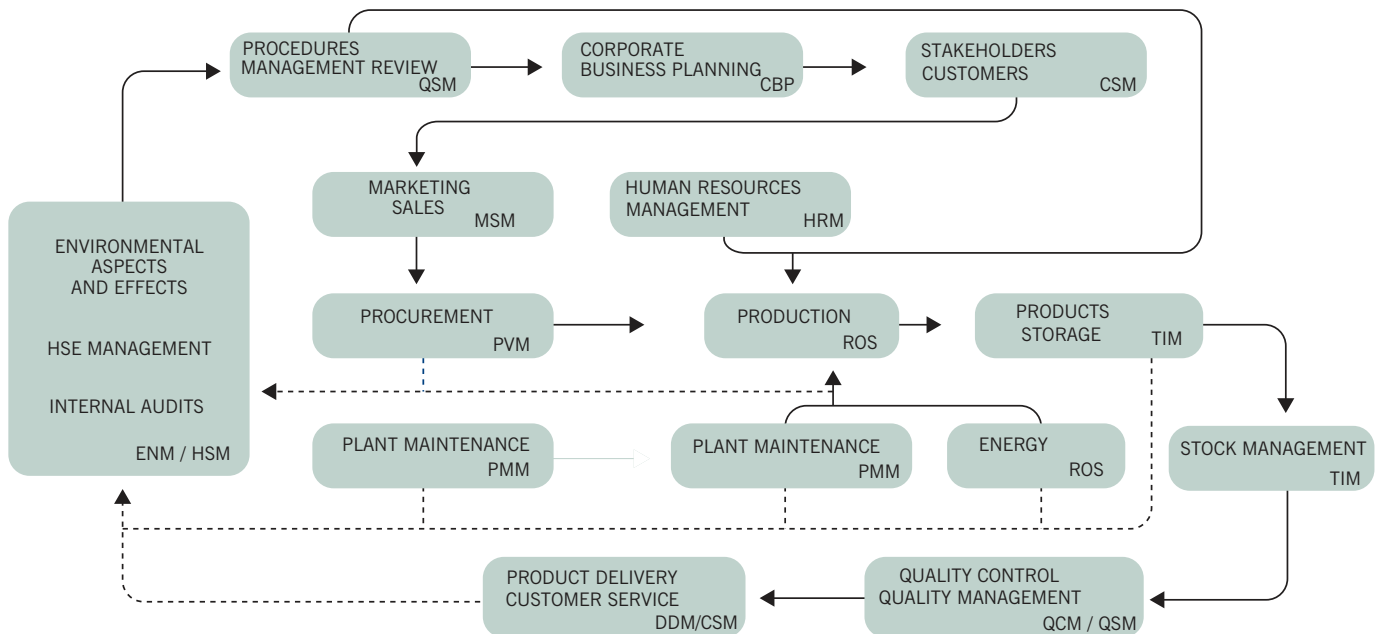 PROCEDURES
MANAGEMENT REVIEW
QSM
CORPORATE
BUSINESS PLANNING
CBP
STAKEHOLDERS
CUSTOMERS
CSM
MARKETING
SALES
MSM
HUMAN RESOURCES
MANAGEMENT
HRM
ENVIRONMENTAL
ASPECTS
AND EFFECTS
HSE MANAGEMENT
INTERNAL AUDITS
ENM / HSM
PROCUREMENT
PVM
PRODUCTION
ROS
PRODUCTS
STORAGE
TIM
PLANT MAINTENANCE
PMM
PLANT MAINTENANCE
PMM
ENERGY
ROS
STOCK MANAGEMENT
TIM
PRODUCT DELIVERY
CUSTOMER SERVICE
DDM/CSM
QUALITY CONTROL
QUALITY MANAGEMENT
QCM / QSM